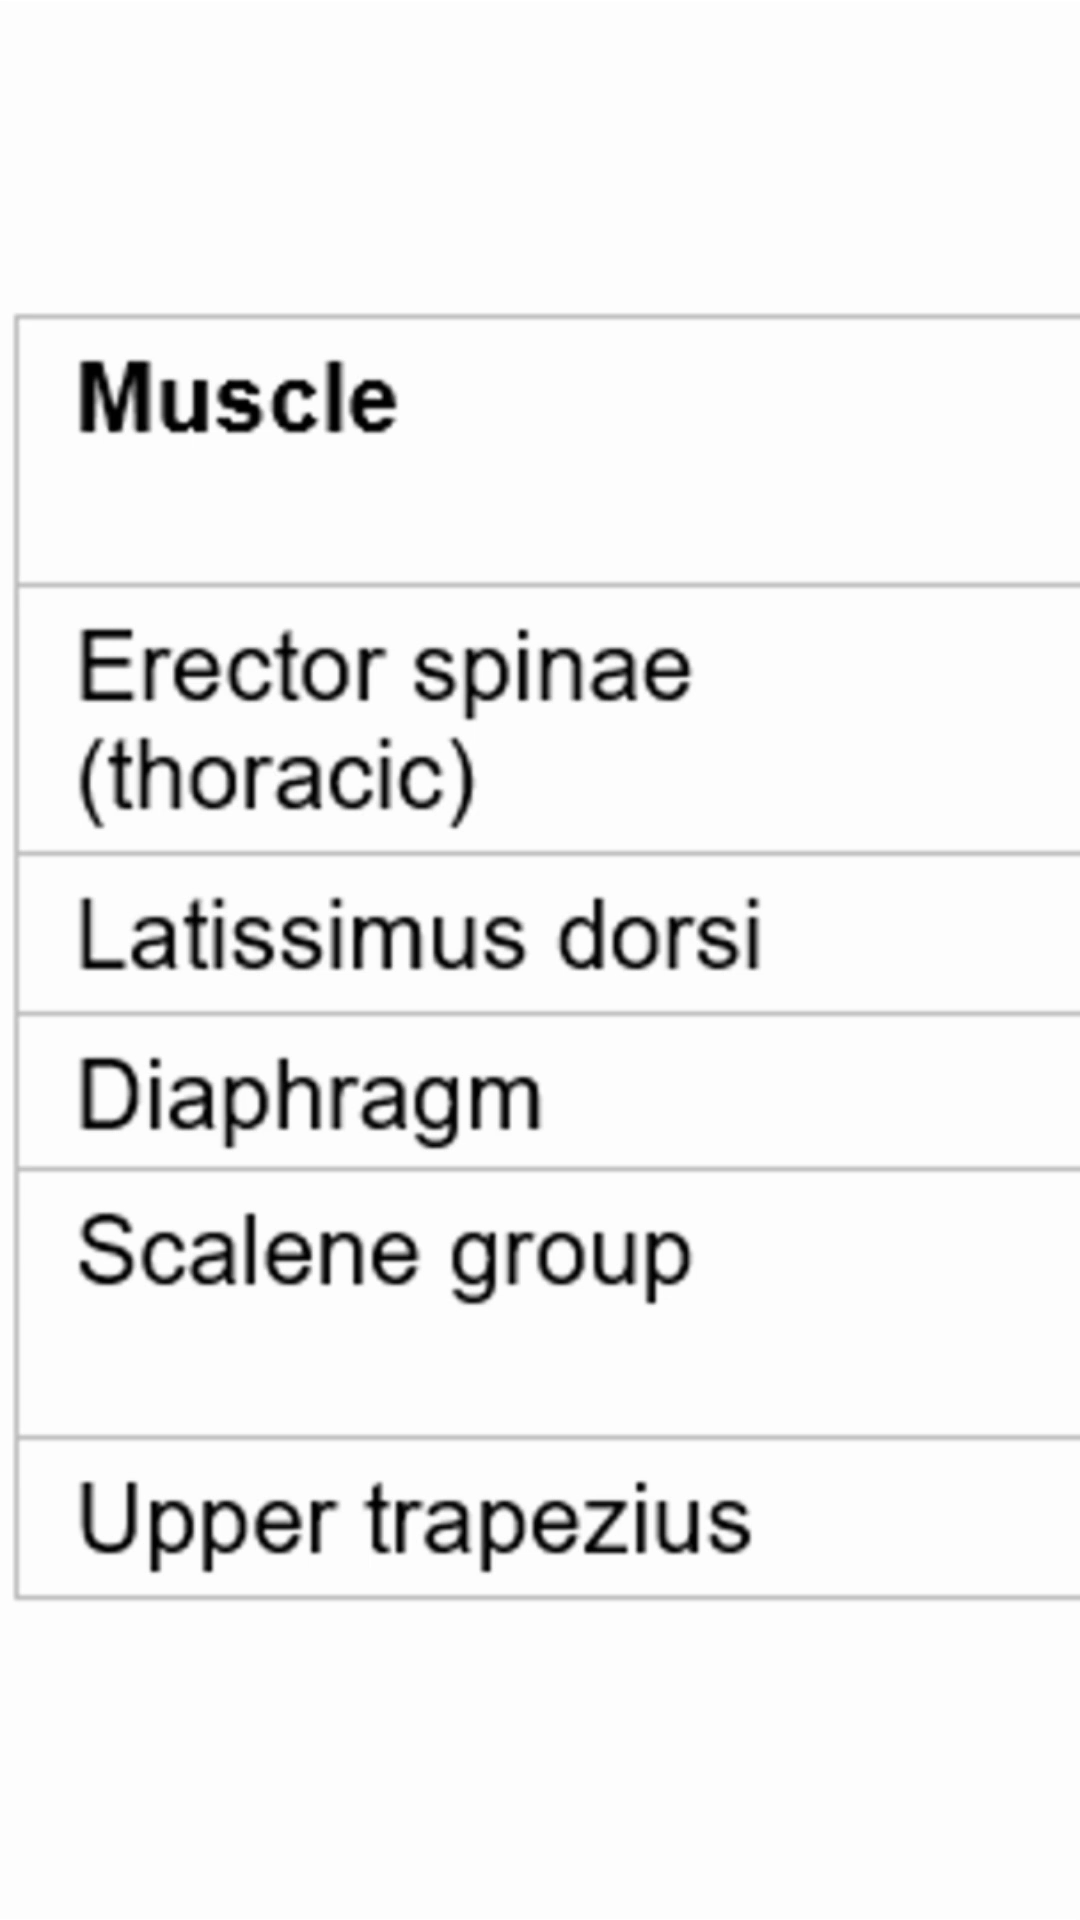 Muscle
Erector spinae
(thoracic)
Latissimus dorsi
Diaphragm
Scalene group
Upper trapezius